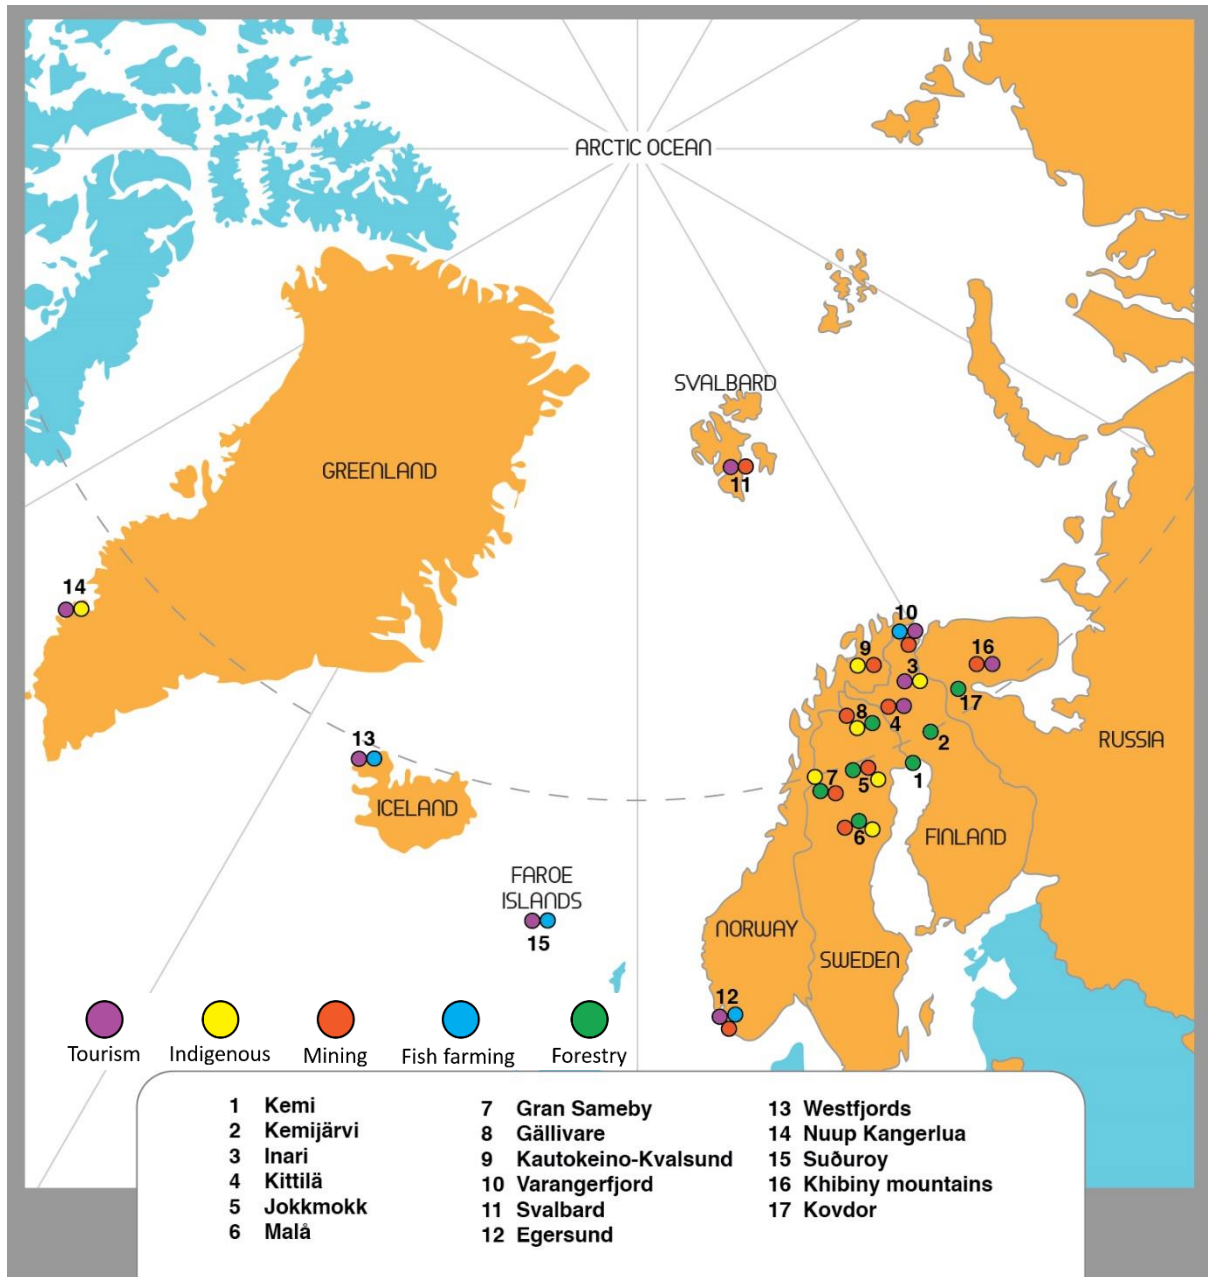 ARCTIC OCEAN
SVALBARD
GREENLAND
11
14
10
9
16
3
17
8
4
13
2
RUSSIA
7
5
1
ICELAND
6
FINLAND
FAROE
ISLANDS
15
NORWAY
SWEDEN
12
Tourism Indigenous Mining Fish farming Forestry
1 Kemi
2 Kemijärvi
3 Inari
4 Kittilä
5 Jokkmokk
6 Malå
7 Gran Sameby
8 Gällivare
9 Kautokeino-Kvalsund
10 Varangerfjord
11 Svalbard
12 Egersund
13 Westfjords
14 Nuup Kangerlua
15 Suðuroy
16 Khibiny mountains
17 Kovdor